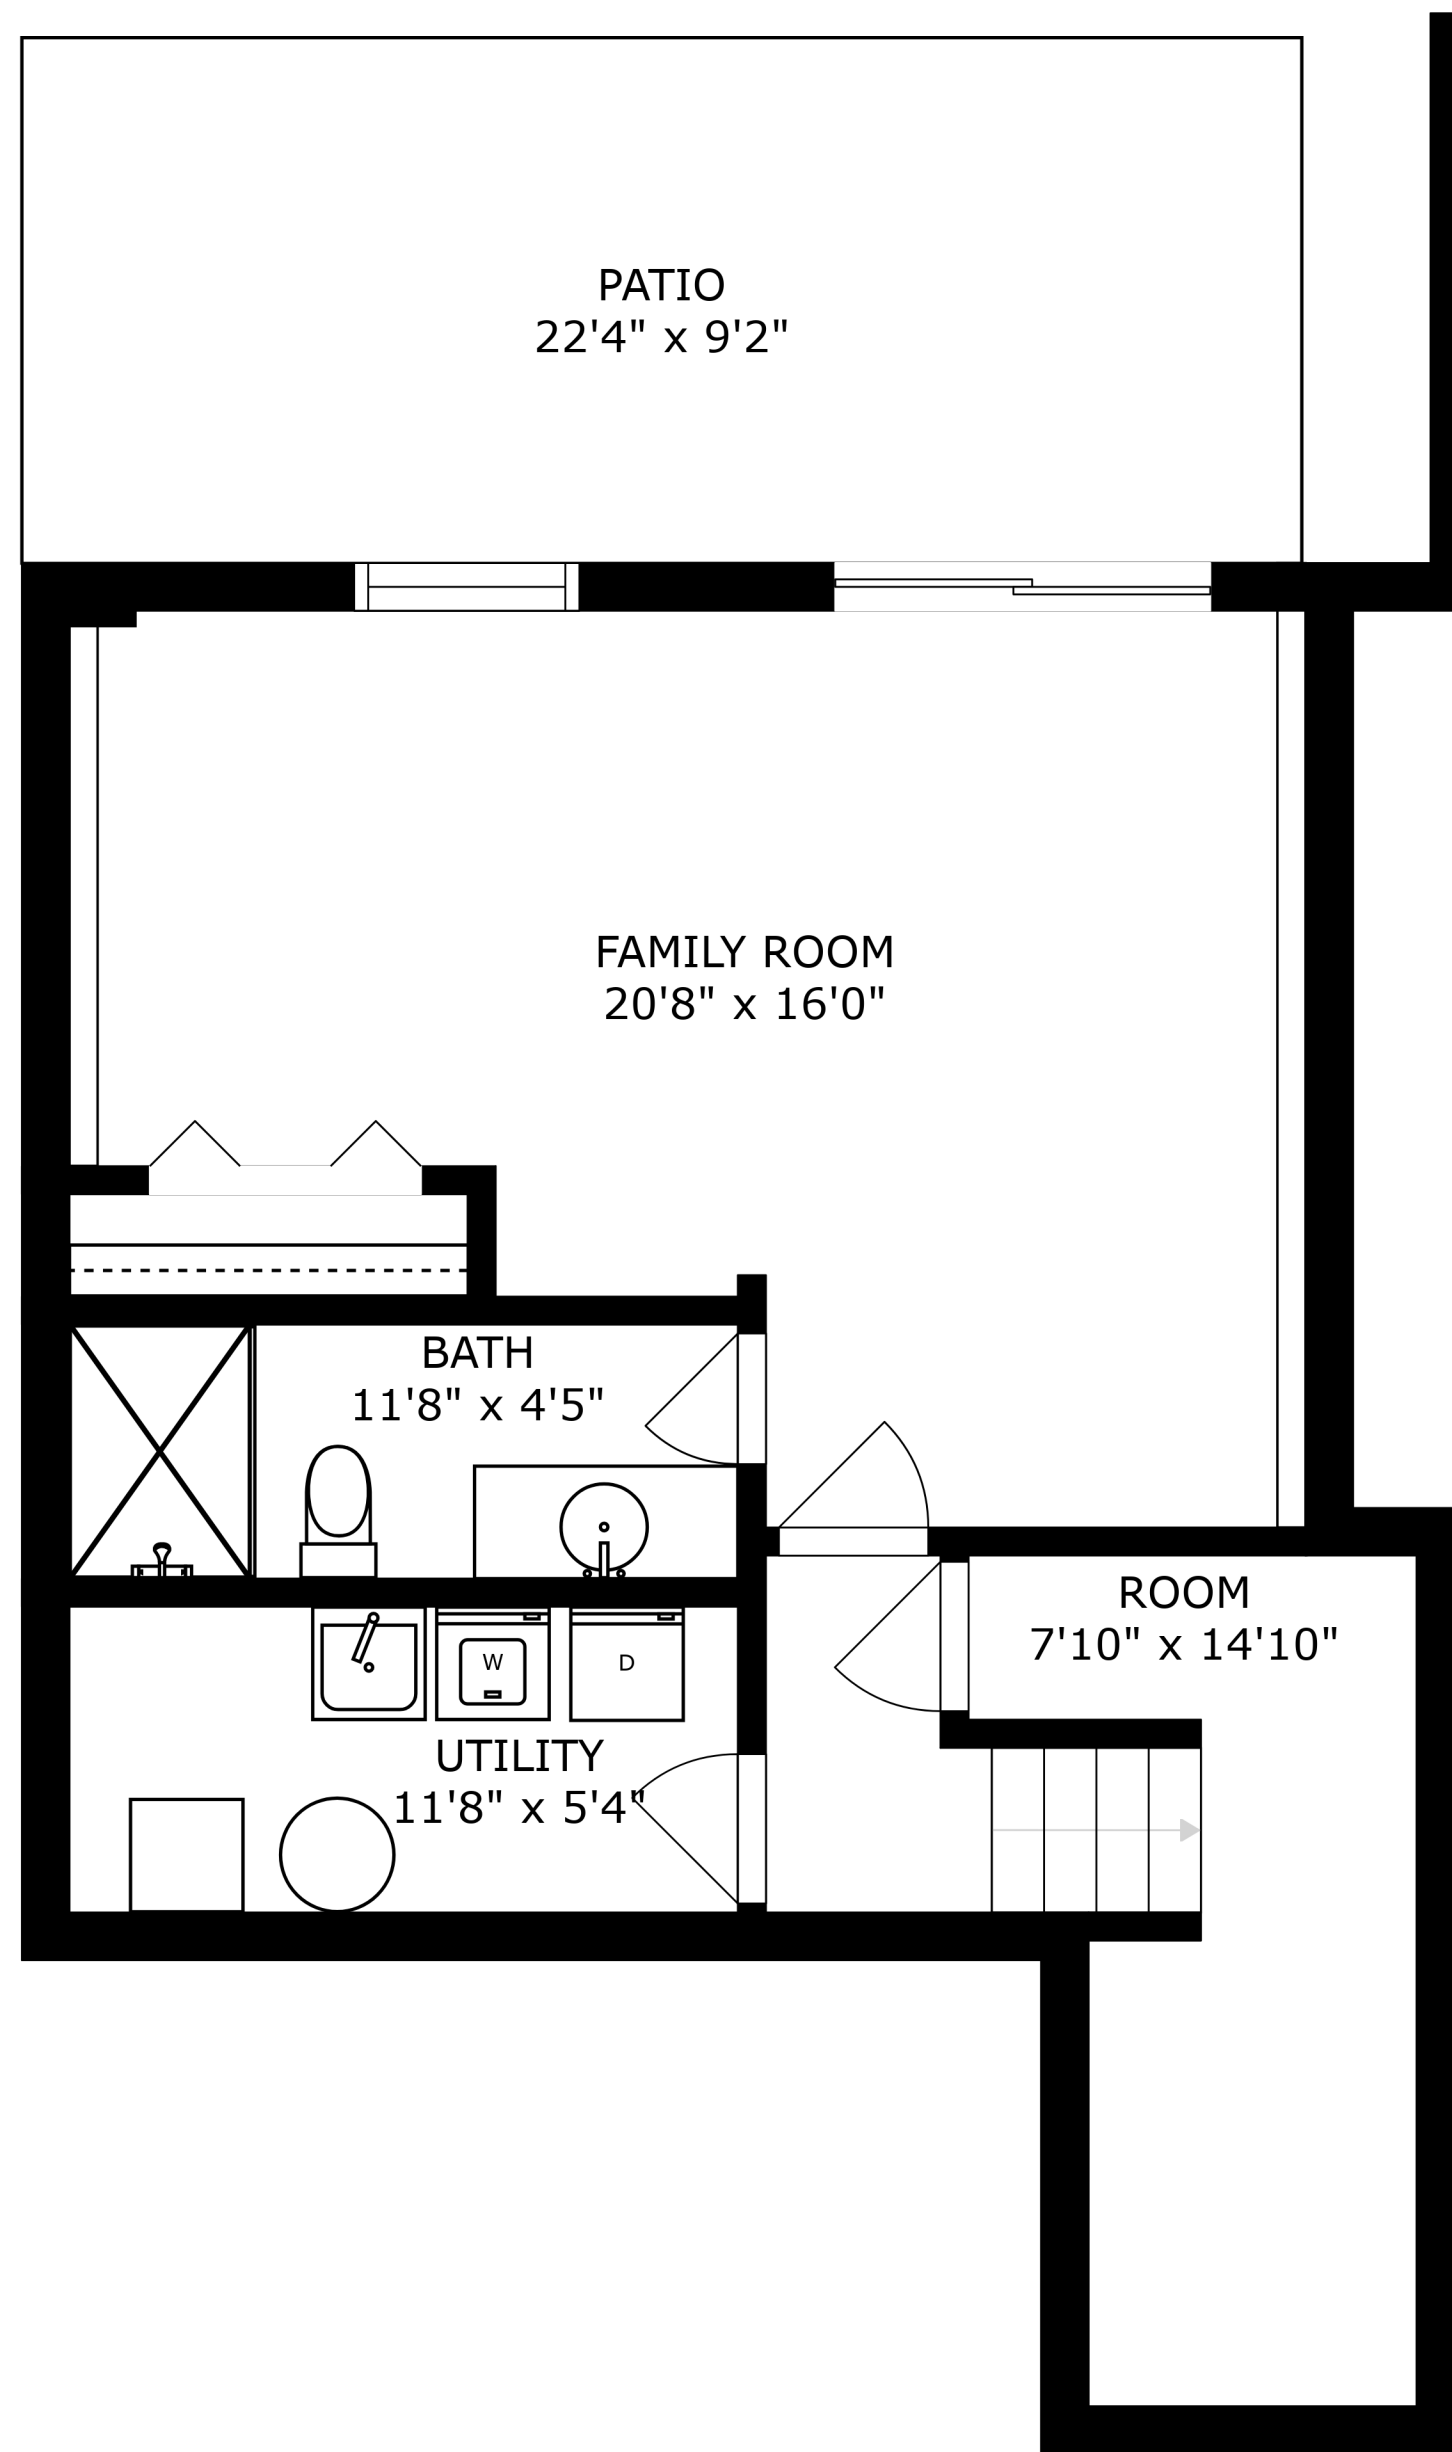 PATIO
22'4" x 9'2"
FAMILY ROOM
20'8" x 16'0"
BATH
11'8" x 4'5"
ROOM
7'10" x 14'10"
W
D
UTILITY
11'8" x 5'4"